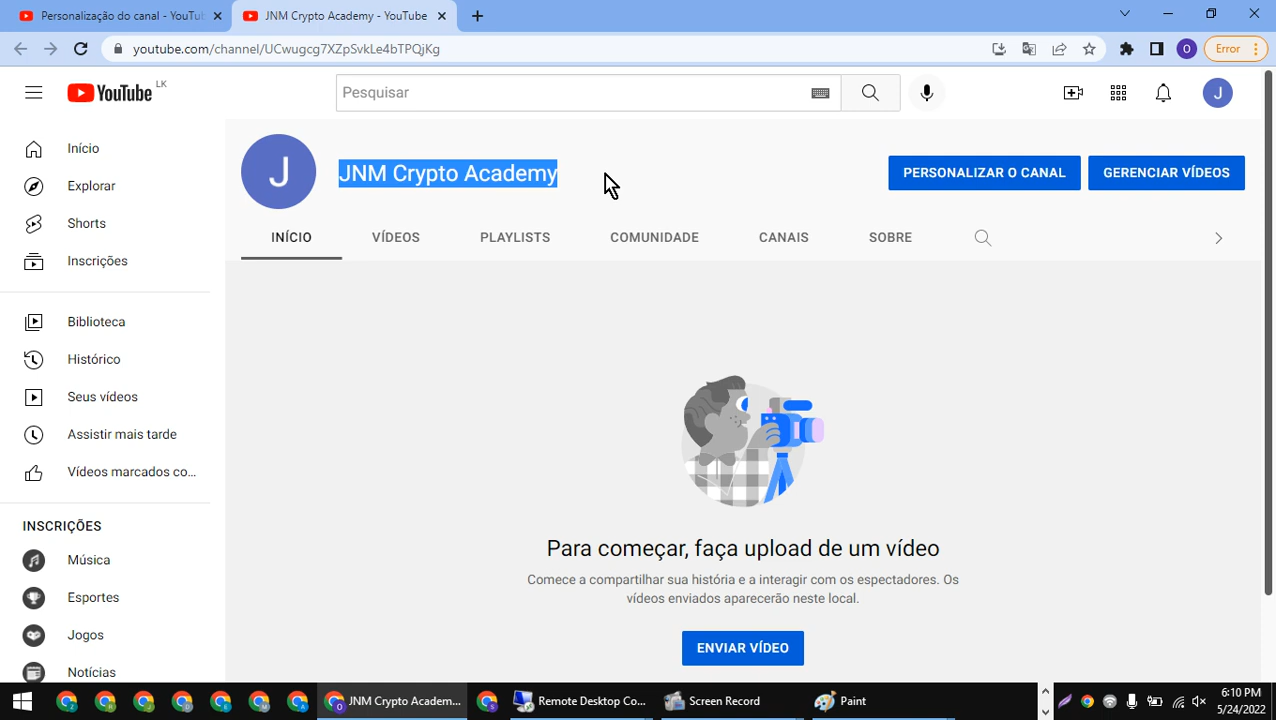 Personalização do canal - YouTu
JNM Crypto Academy - YouTube
youtube.com/channel/UCwugcg7XZpSvkLe4bTPQjKg
O
Error
YouTube LK
Pesquisar
J
Início
Explorar
Shorts
Inscrições
Biblioteca
Histórico
Seus vídeos
Assistir mais tarde
Vídeos marcados co...
INSCRIÇÕES
Música
Esportes
Jogos
Notícias
J
JNM Crypto Academy
PERSONALIZAR O CANAL
GERENCIAR VÍDEOS
INÍCIO VÍDEOS PLAYLISTS COMUNIDADE CANAIS SOBRE
Para começar, faça upload de um vídeo
Comece a compartilhar sua história e a interagir com os espectadores. Os
vídeos enviados aparecerão neste local.
ENVIAR VÍDEO
JNM Crypto Academ...
Remote Desktop Co...
Screen Record
Paint
6:10 PM
5/24/2022